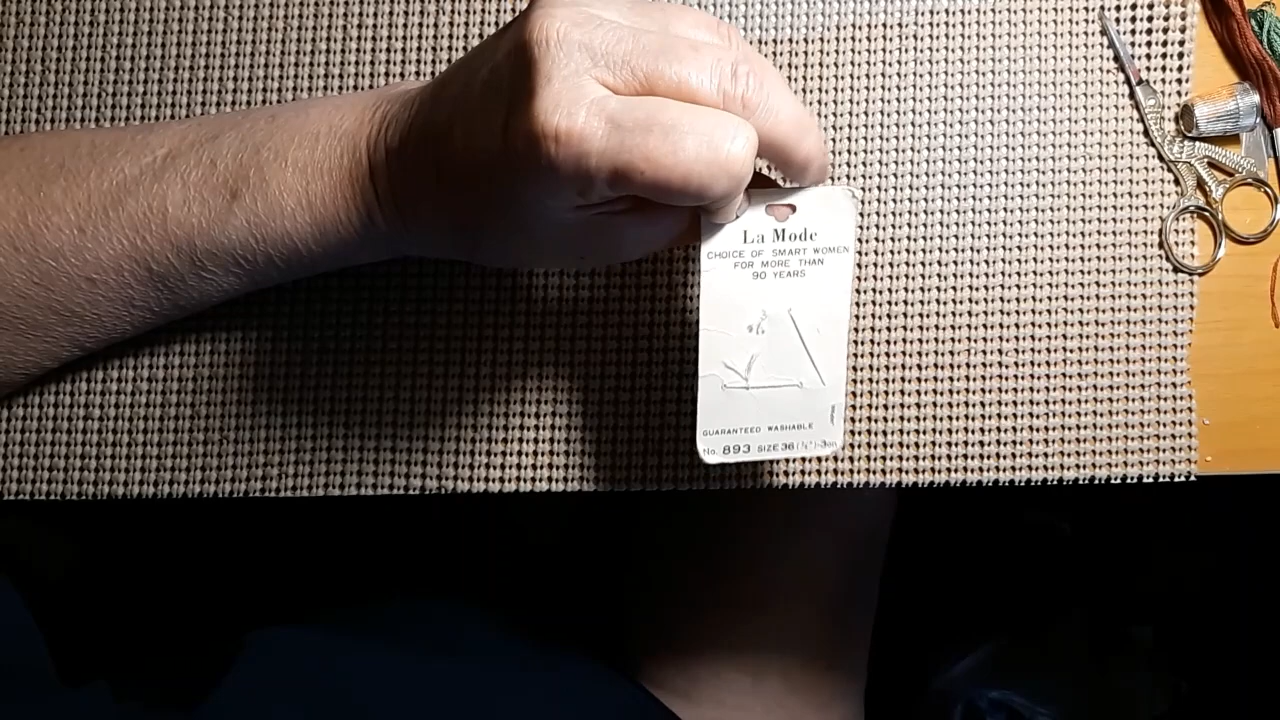 La Mode
CHOICE OF SMART WOMEN
FOR MORE THAN
90 YEARS
GUARANTEED WASHABLE
No. 893 SIZE 36